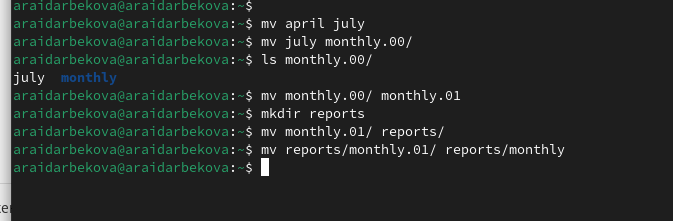 araidarbekova@araidarbekova:~$
araidarbekova@araidarbekova:~$ mv april july
araidarbekova@araidarbekova:~$ mv july monthly.00/
araidarbekova@araidarbekova:~$ ls monthly.00/
july  monthly
araidarbekova@araidarbekova:~$ mv monthly.00/ monthly.01
araidarbekova@araidarbekova:~$ mkdir reports
araidarbekova@araidarbekova:~$ mv monthly.01/ reports/
araidarbekova@araidarbekova:~$ mv reports/monthly.01/ reports/monthly
araidarbekova@araidarbekova:~$